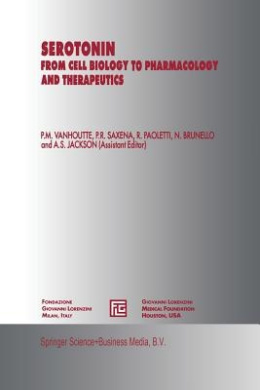 SEROTONIN
FROM CELL BIOLOGY TO PHARMACOLOGY
AND THERAPEUTICS
P.M. VANHOUTTE, P.R. SAXENA, R. PAOLETTI, N. BRUNELLO
and A.S. JACKSON (Assistant Editor)
FONDAZIONE
GIOVANNI LORENZINI
MILAN, ITALY
GIOVANNI LORENZINI
MEDICAL FOUNDATION
HOUSTON, USA
Springer Science+Business Media, B.V.